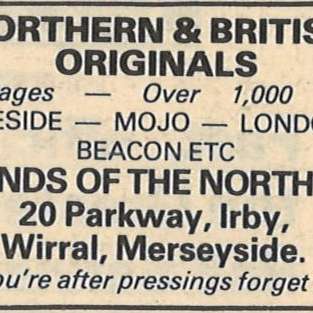 ORTHERN & BRITIS
ORIGINALS
ages — Over 1,000
ESIDE — MOJO — LONDO
BEACON ETC
NDS OF THE NORTH
20 Parkway, Irby,
Wirral, Merseyside.
ou're after pressings forget